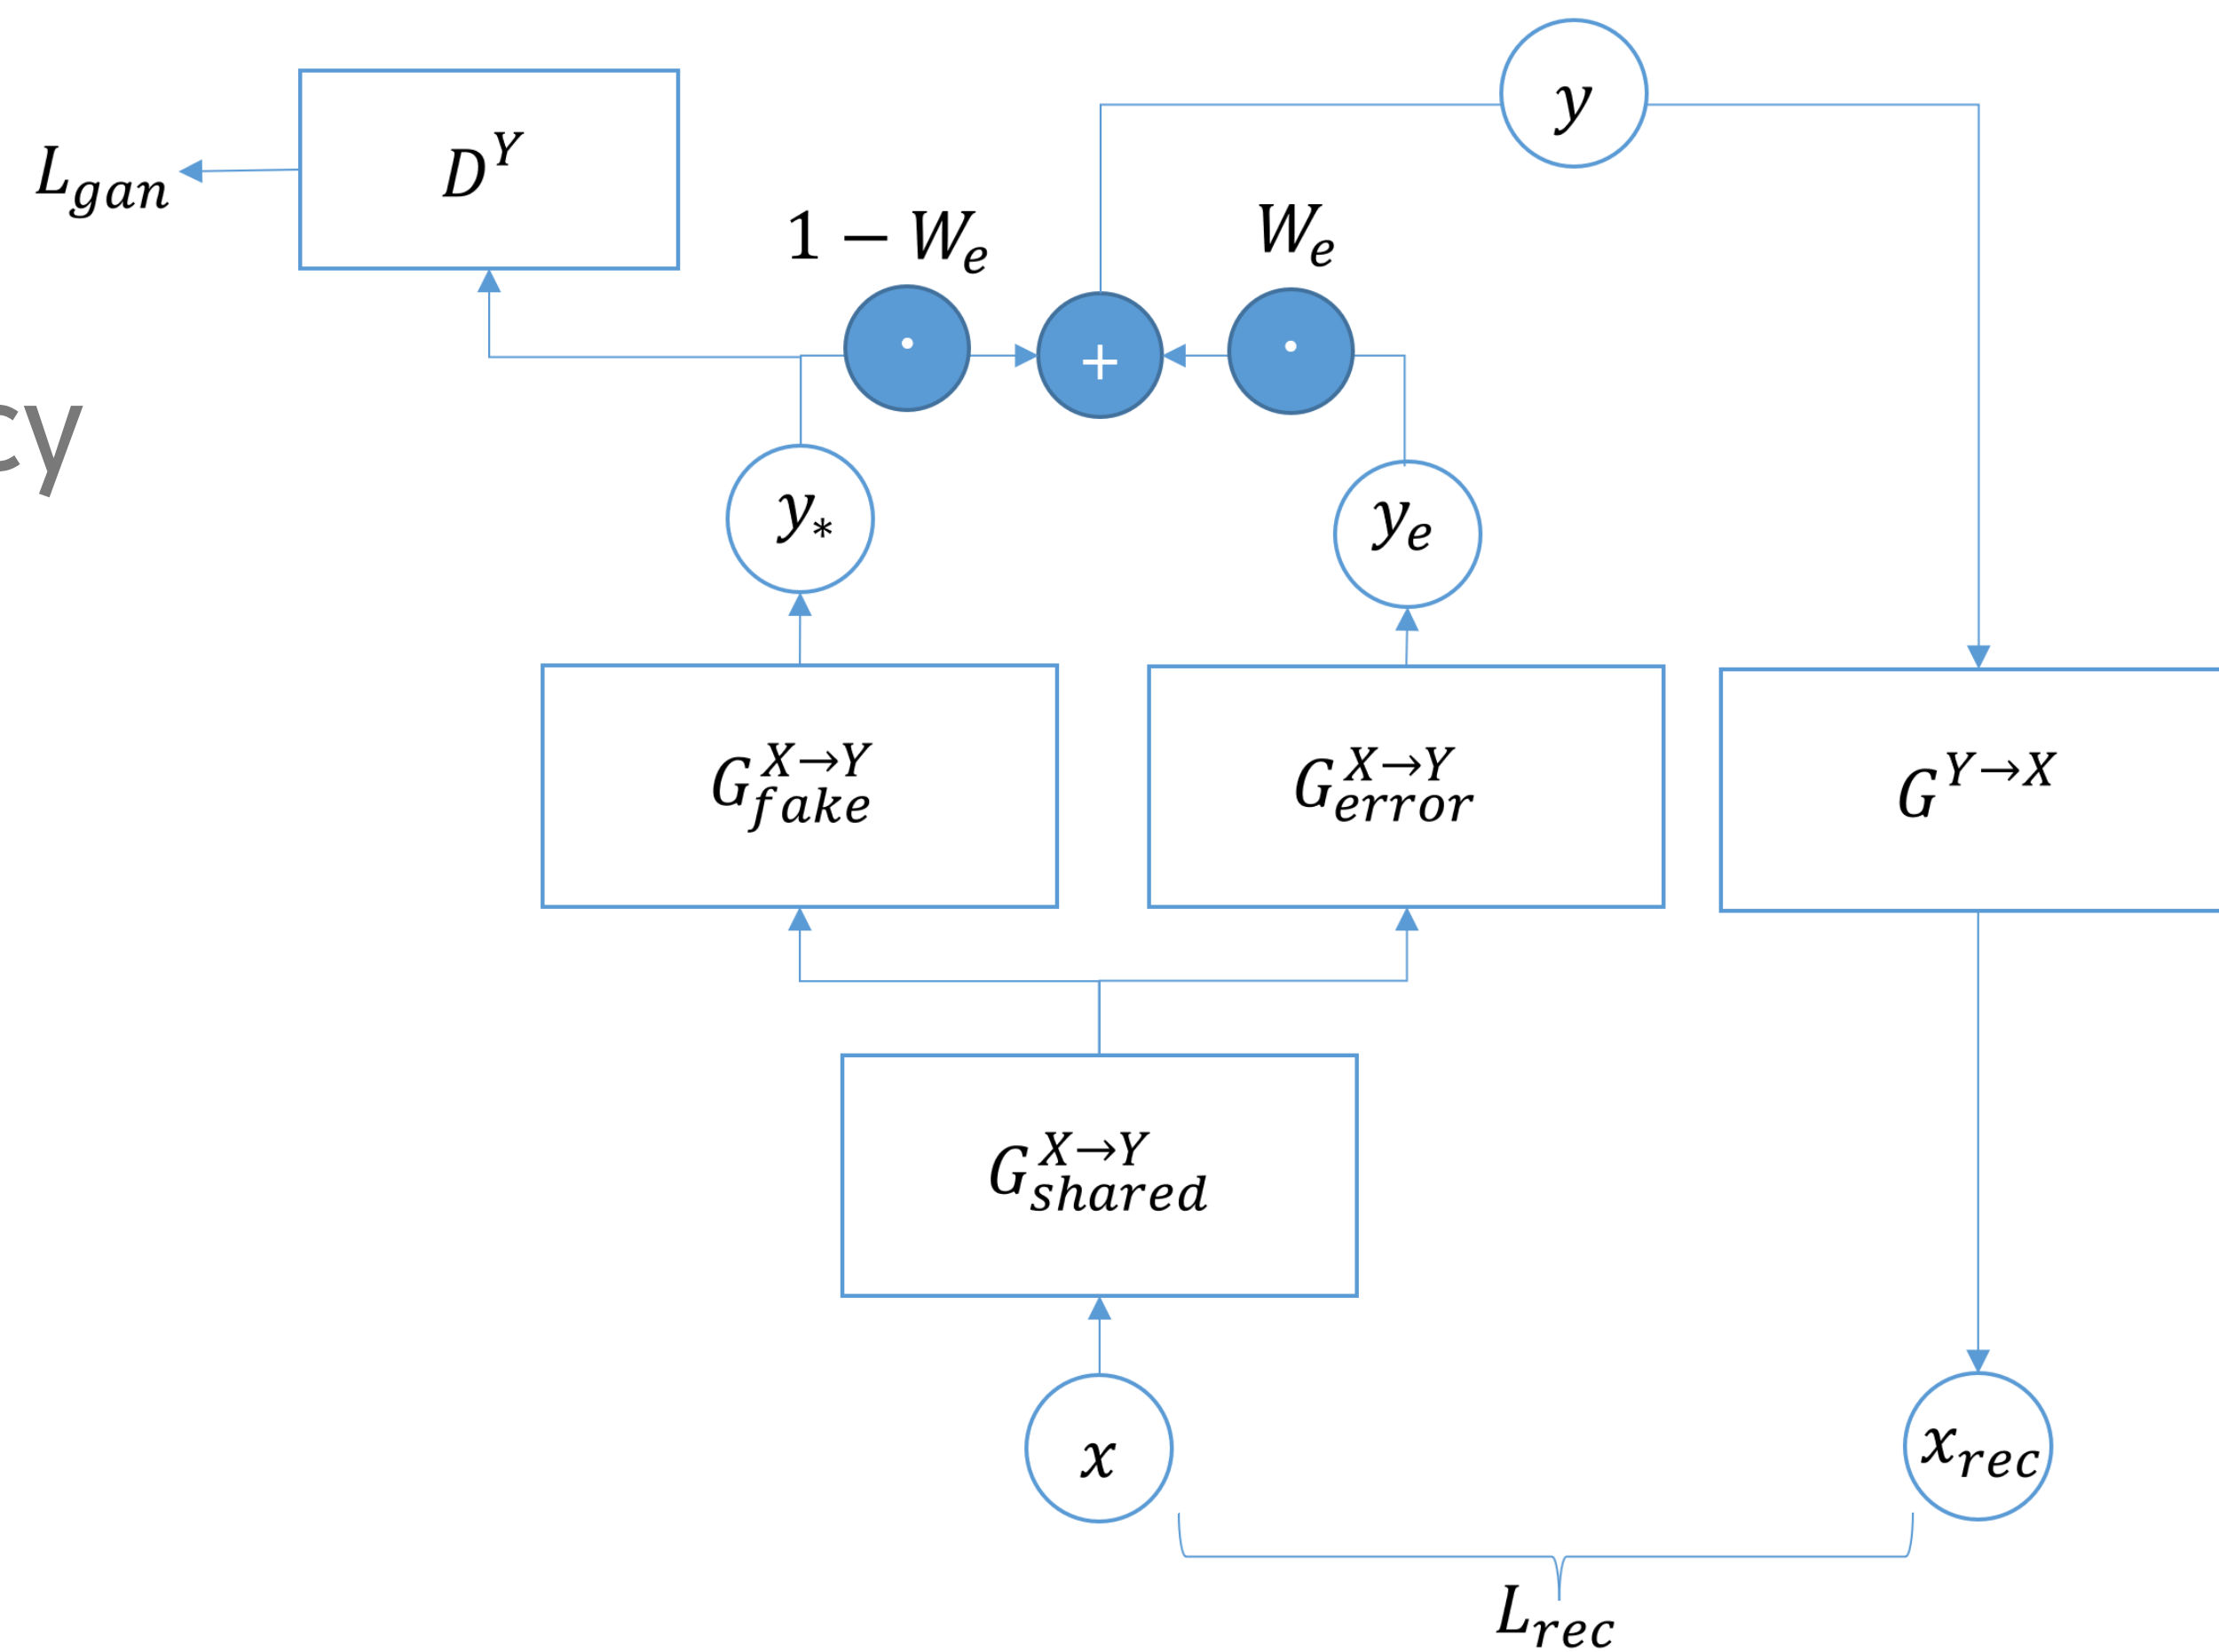 y
D^Y
L_gan
1 − W_e
W_e
+
cy
y_*
y_e
G_fake^{X→Y}
G_error^{X→Y}
G^{Y→X}
G_shared^{X→Y}
x
x_rec
L_rec